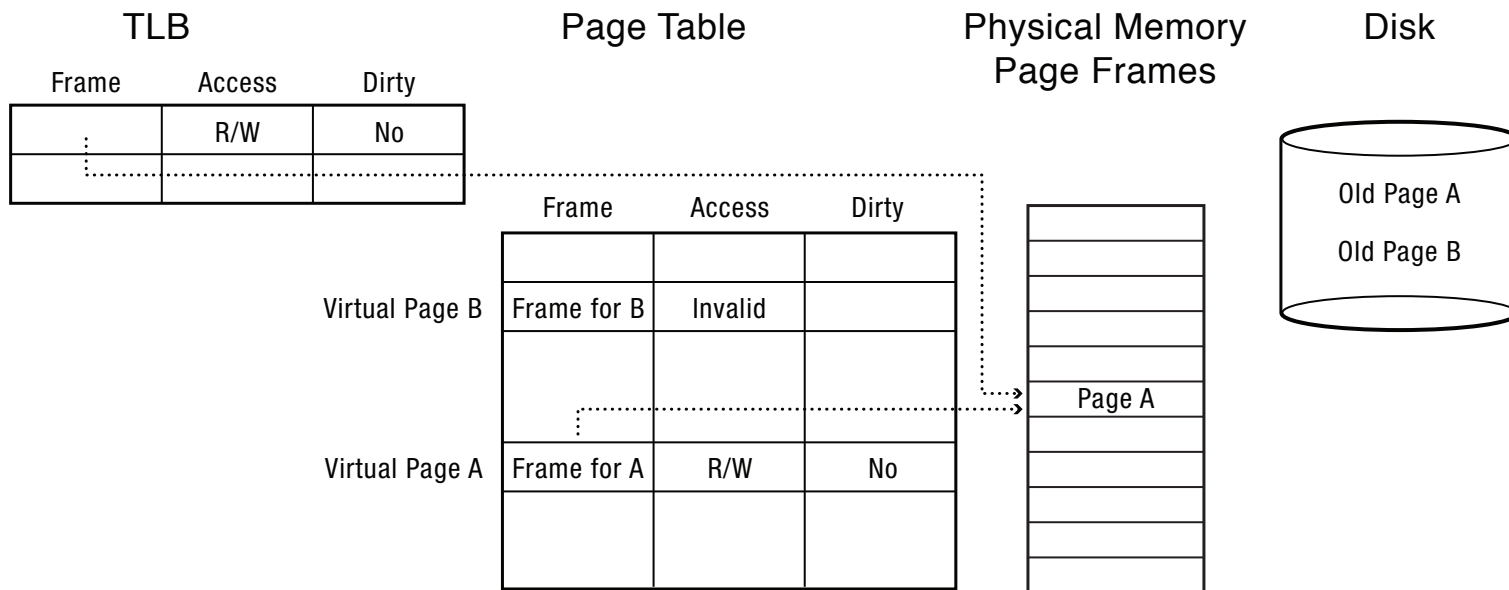 TLB
Page Table
Physical Memory
Page Frames
Disk
Frame Access Dirty
R/W No
Frame Access Dirty
Virtual Page B Frame for B Invalid
Virtual Page A Frame for A R/W No
Page A
Old Page A
Old Page B